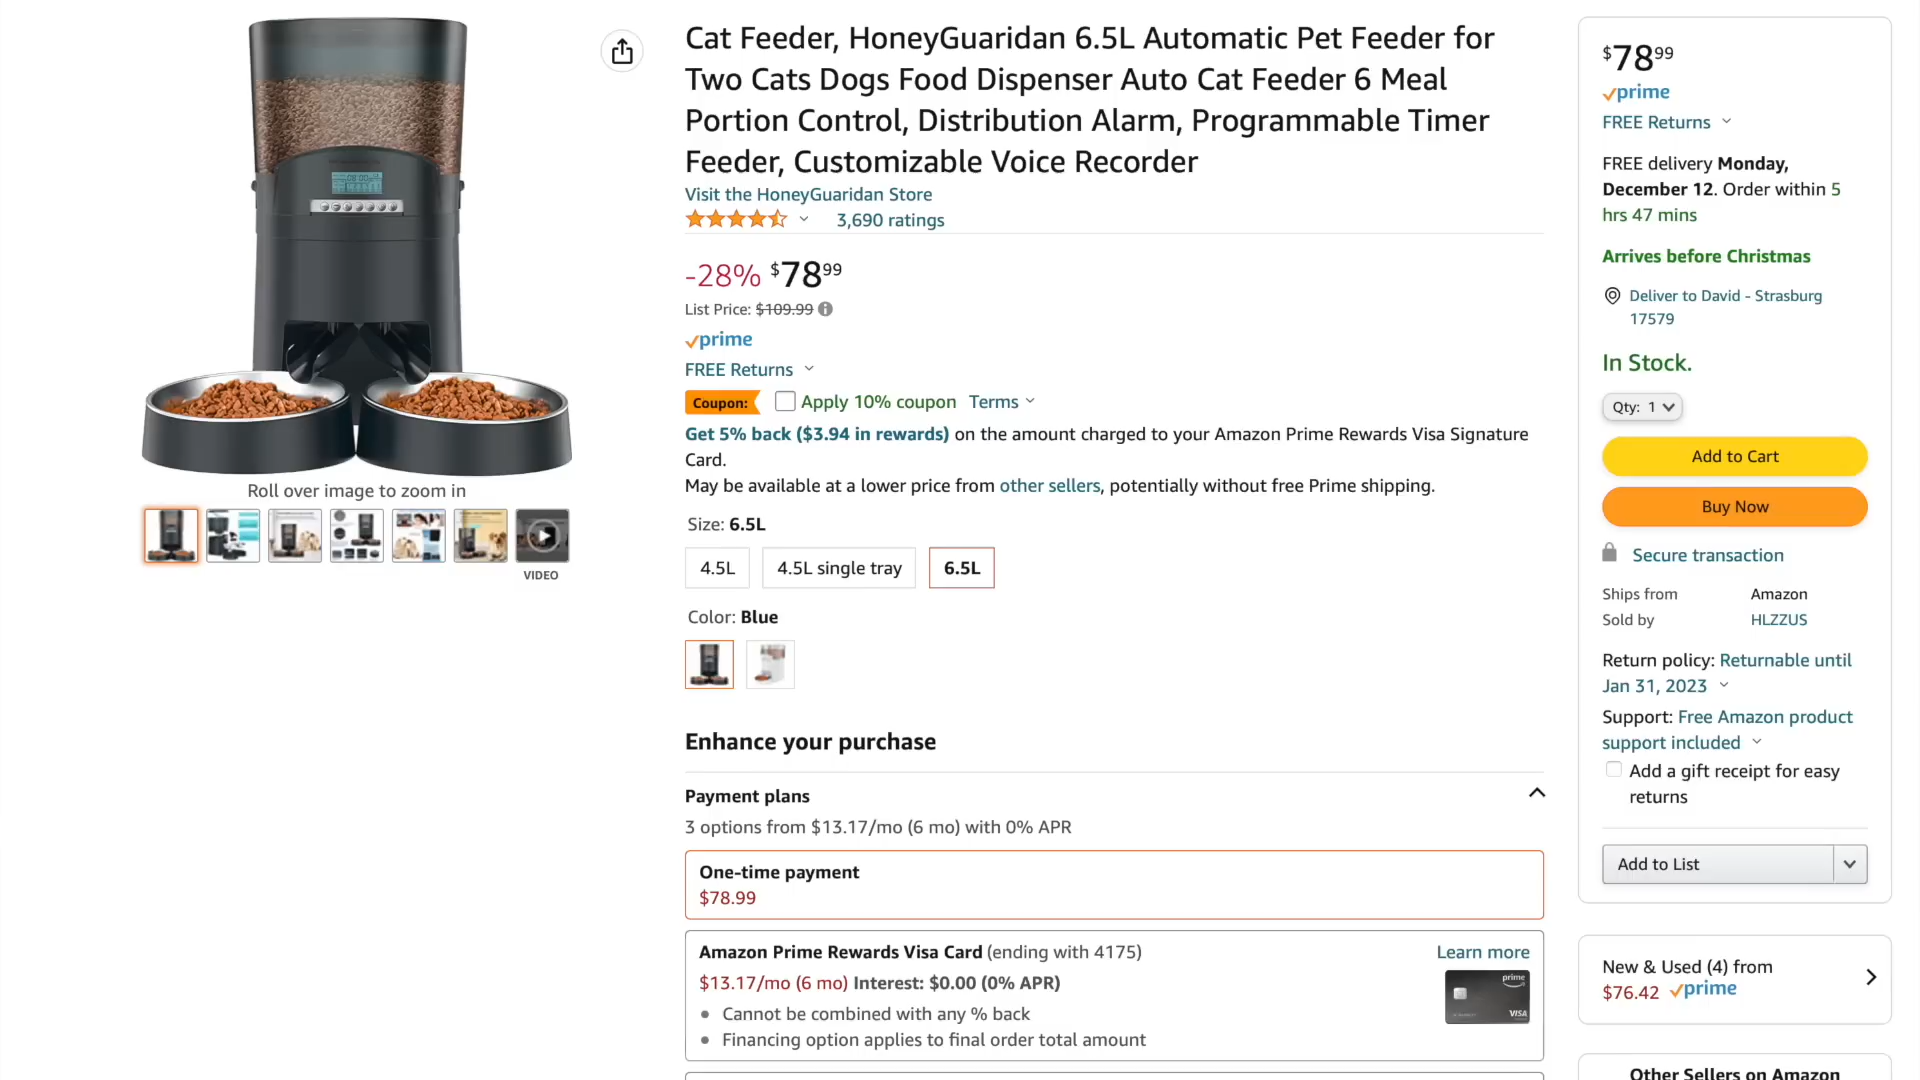 Cat Feeder, HoneyGuaridan 6.5L Automatic Pet Feeder for
Two Cats Dogs Food Dispenser Auto Cat Feeder 6 Meal
Portion Control, Distribution Alarm, Programmable Timer
Feeder, Customizable Voice Recorder
Visit the HoneyGuaridan Store
3,690 ratings
-28% $78 99
List Price: $109.99
prime
FREE Returns
Coupon: Apply 10% coupon Terms
Get 5% back ($3.94 in rewards) on the amount charged to your Amazon Prime Rewards Visa Signature
Card.
May be available at a lower price from other sellers, potentially without free Prime shipping.
Size: 6.5L
4.5L 4.5L single tray 6.5L
Color: Blue
Enhance your purchase
Payment plans
3 options from $13.17/mo (6 mo) with 0% APR
One-time payment
$78.99
Amazon Prime Rewards Visa Card (ending with 4175) Learn more
$13.17/mo (6 mo) Interest: $0.00 (0% APR)
Cannot be combined with any % back
Financing option applies to final order total amount
prime
VISA
Roll over image to zoom in
VIDEO
$78 99
prime
FREE Returns
FREE delivery Monday,
December 12. Order within 5
hrs 47 mins
Arrives before Christmas
Deliver to David - Strasburg
17579
In Stock.
Qty: 1
Add to Cart
Buy Now
Secure transaction
Ships from Amazon
Sold by HLZZUS
Return policy: Returnable until
Jan 31, 2023
Support: Free Amazon product
support included
Add a gift receipt for easy
returns
Add to List
New & Used (4) from
$76.42 prime
Other Sellers on Amazon